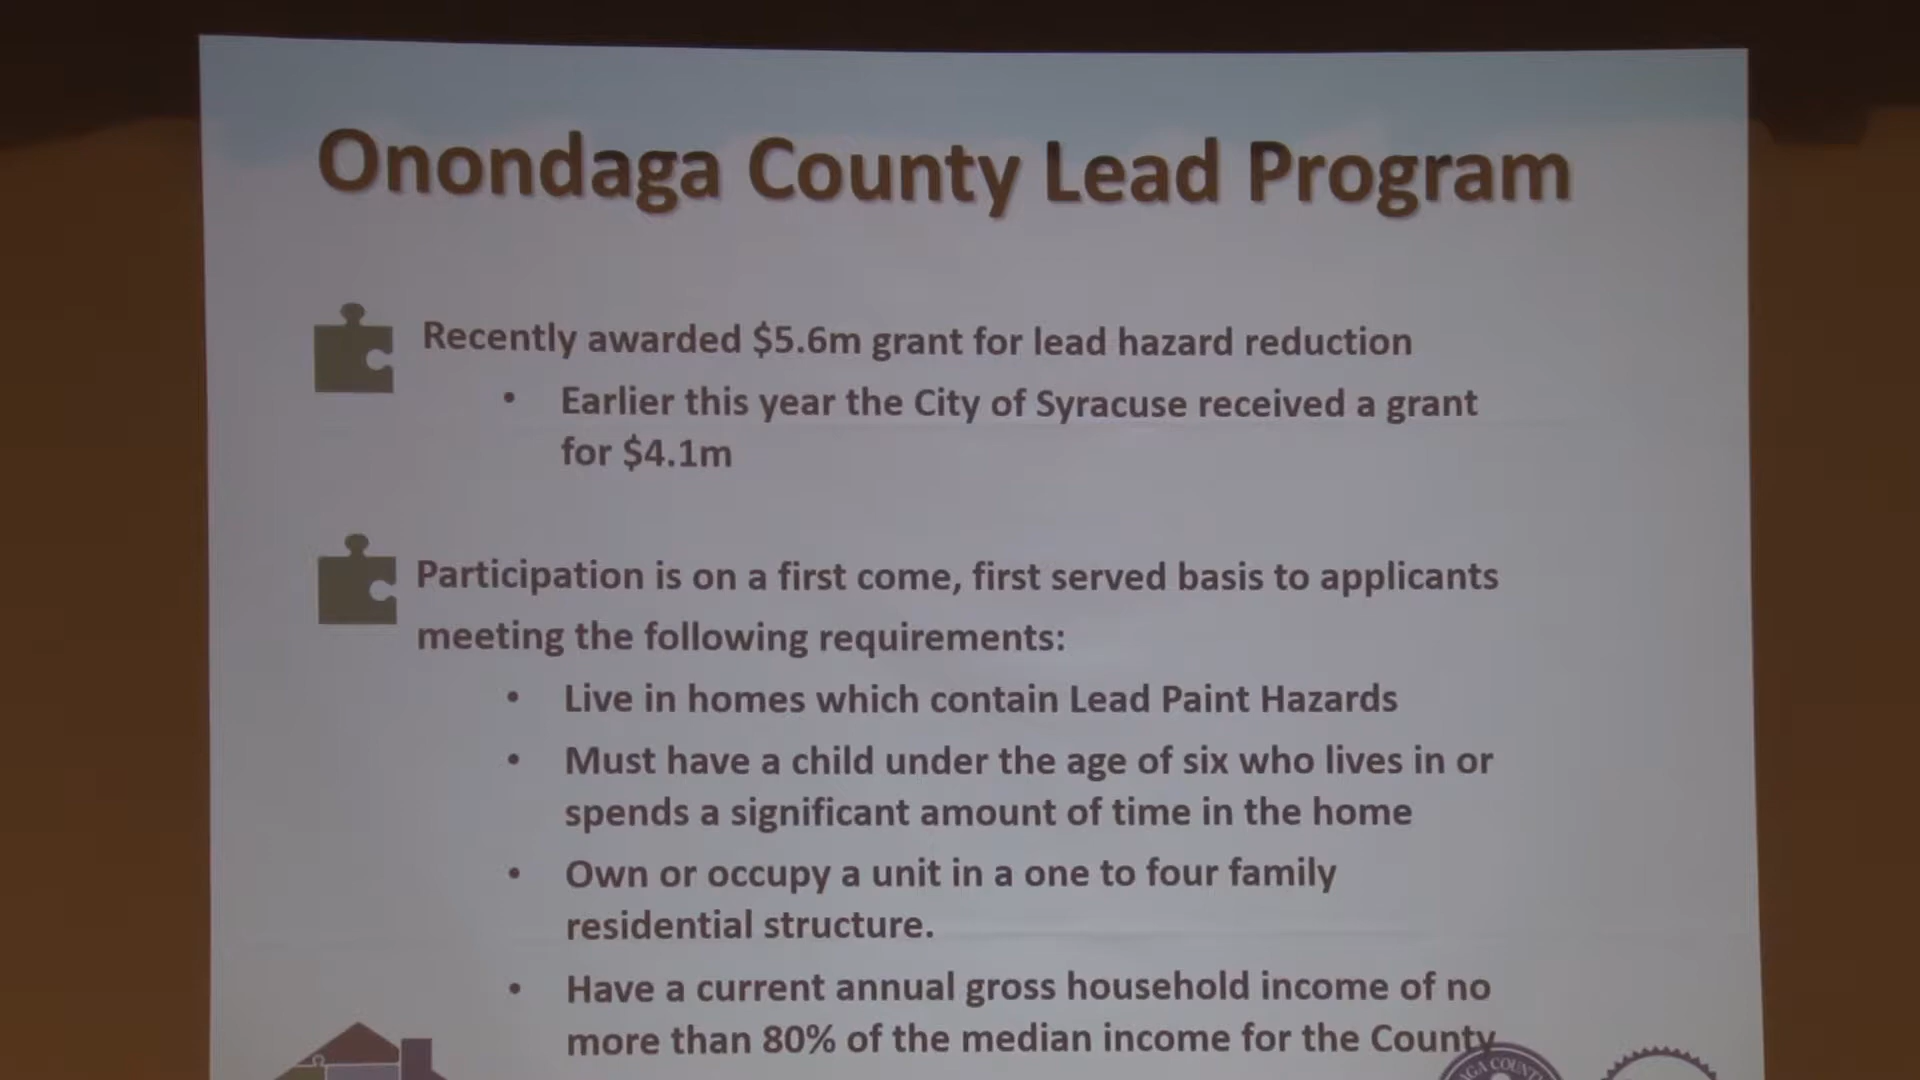 Onondaga County Lead Program
Recently awarded $5.6m grant for lead hazard reduction
• Earlier this year the City of Syracuse received a grant
for $4.1m
Participation is on a first come, first served basis to applicants
meeting the following requirements:
• Live in homes which contain Lead Paint Hazards
• Must have a child under the age of six who lives in or
spends a significant amount of time in the home
• Own or occupy a unit in a one to four family
residential structure.
• Have a current annual gross household income of no
more than 80% of the median income for the County